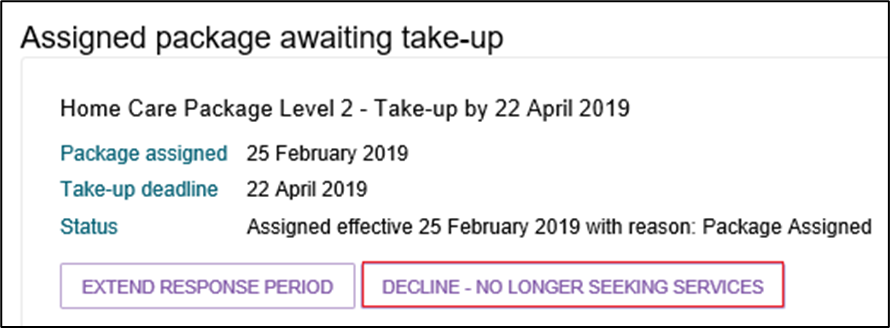 Assigned package awaiting take-up
Home Care Package Level 2 - Take-up by 22 April 2019
Package assigned 25 February 2019
Take-up deadline 22 April 2019
Status Assigned effective 25 February 2019 with reason: Package Assigned
EXTEND RESPONSE PERIOD DECLINE - NO LONGER SEEKING SERVICES